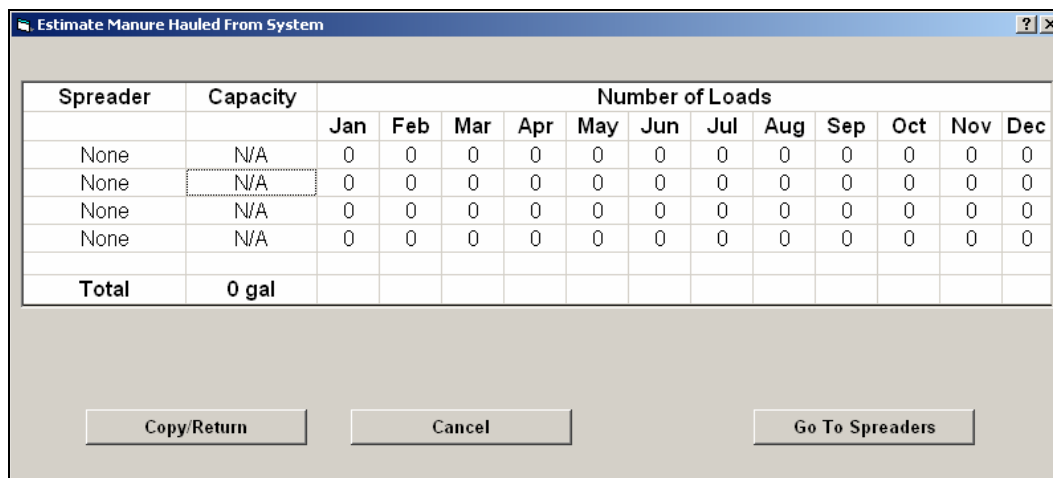 Estimate Manure Hauled From System
Spreader Capacity Number of Loads
Jan Feb Mar Apr May Jun Jul Aug Sep Oct Nov Dec
None N/A 0 0 0 0 0 0 0 0 0 0 0 0
None N/A 0 0 0 0 0 0 0 0 0 0 0 0
None N/A 0 0 0 0 0 0 0 0 0 0 0 0
None N/A 0 0 0 0 0 0 0 0 0 0 0 0
Total 0 gal
Copy/Return Cancel Go To Spreaders